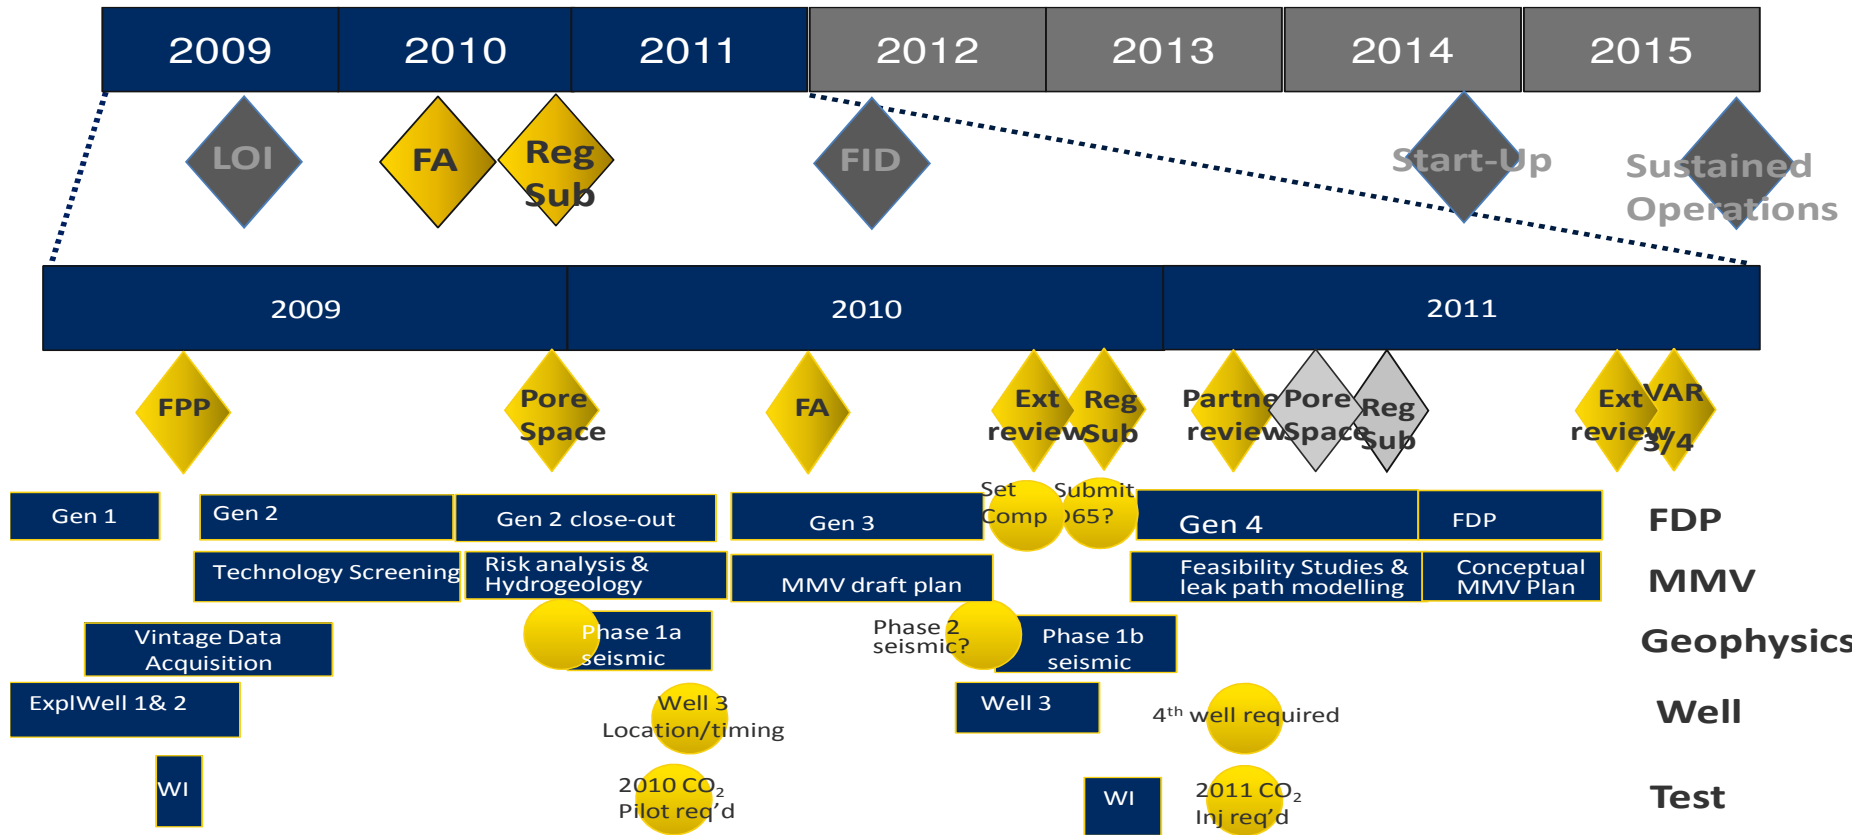 2009 2010 2011 2012 2013 2014 2015
LOI
FA
Reg
Sub
FID
Start-Up
Sustained
Operations
2009 2010 2011
FPP
Pore
Space
FA
Ext
review
Reg
Sub
Partne
review
Pore
Space
Reg
Sub
Ext
review
VAR
3/4
Gen 1
Gen 2
Gen 2 close-out
Gen 3
Set
Comp
Submit
D65?
Gen 4
FDP
FDP
Technology Screening
Risk analysis &
Hydrogeology
MMV draft plan
Feasibility Studies &
leak path modelling
Conceptual
MMV Plan
MMV
Vintage Data
Acquisition
Phase 1a
seismic
Phase 2
seismic?
Phase 1b
seismic
Geophysics
ExplWell 1& 2
Well 3
Location/timing
Well 3
4th well required
Well
WI
2010 CO2
Pilot req'd
WI
2011 CO2
Inj req'd
Test